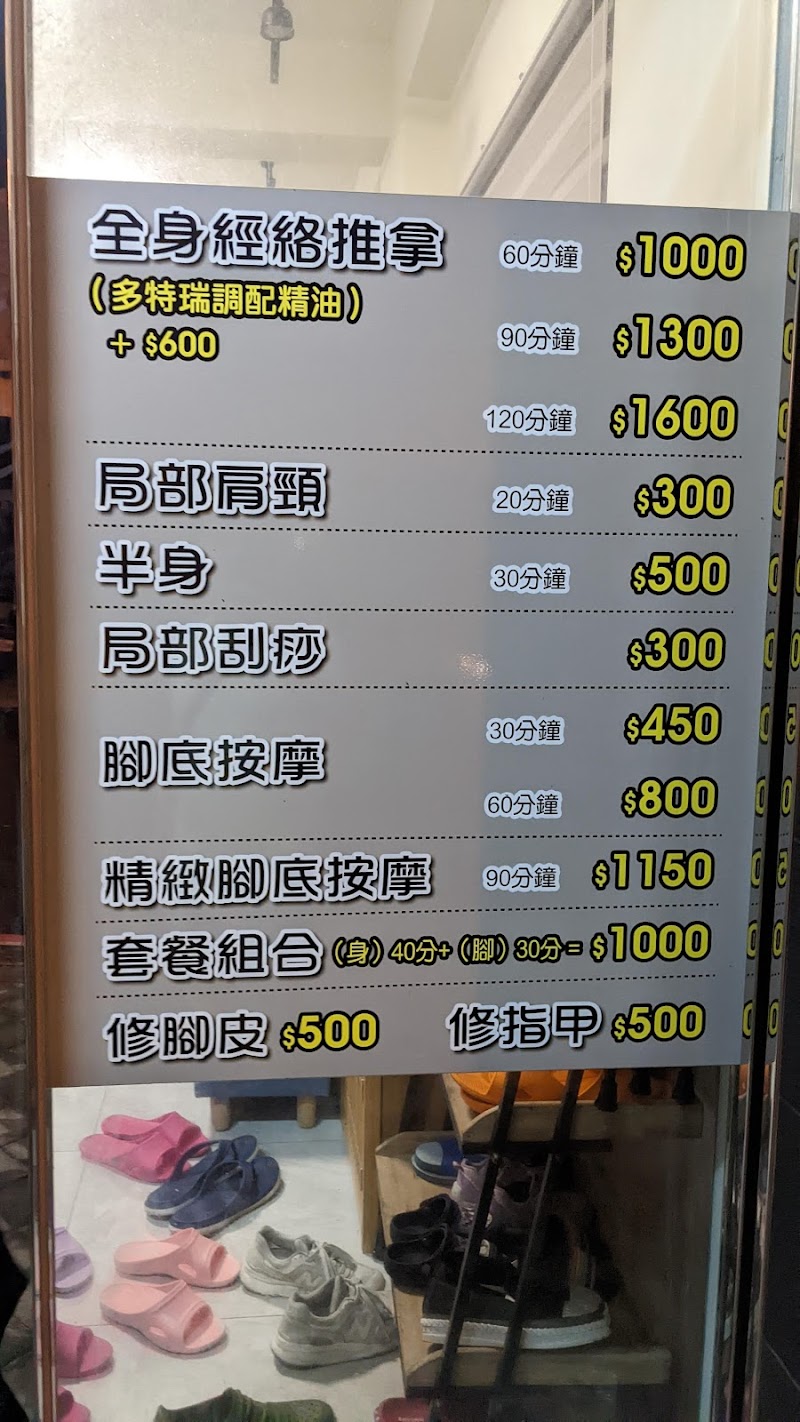 全身經絡推拿 60分鐘 $1000
(多特瑞調配精油)
+ $600 90分鐘 $1300
120分鐘 $1600
局部肩頸 20分鐘 $300
半身 30分鐘 $500
局部刮痧 $300
腳底按摩 30分鐘 $450
60分鐘 $800
精緻腳底按摩 90分鐘 $1150
套餐組合 (身) 40分+ (腳) 30分= $1000
修腳皮 $500 修指甲 $500